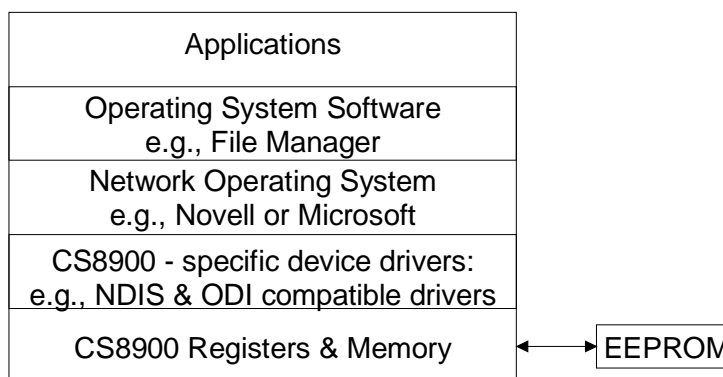 Applications
Operating System Software
e.g., File Manager
Network Operating System
e.g., Novell or Microsoft
CS8900 - specific device drivers:
e.g., NDIS & ODI compatible drivers
CS8900 Registers & Memory
EEPROM